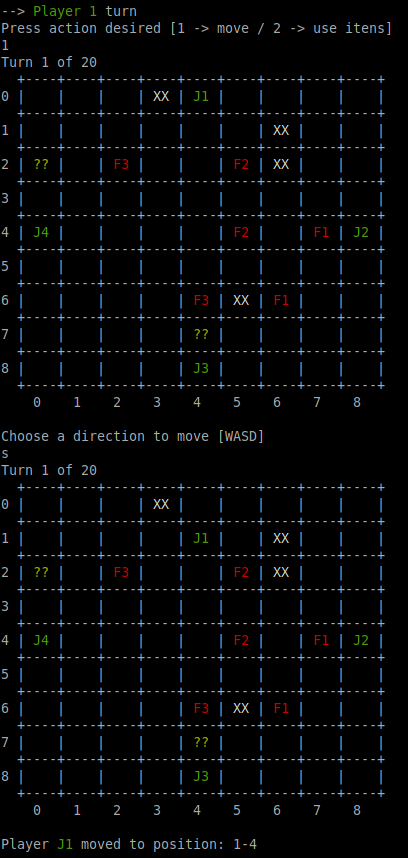 --> Player 1 turn
Press action desired [1 -> move / 2 -> use itens]
1
Turn 1 of 20
  +----+----+----+----+----+----+----+----+----+
0 |    |    |    | XX | J1 |    |    |    |    |
  +----+----+----+----+----+----+----+----+----+
1 |    |    |    |    |    |    | XX |    |    |
  +----+----+----+----+----+----+----+----+----+
2 | ?? |    | F3 |    |    | F2 | XX |    |    |
  +----+----+----+----+----+----+----+----+----+
3 |    |    |    |    |    |    |    |    |    |
  +----+----+----+----+----+----+----+----+----+
4 | J4 |    |    |    |    | F2 |    | F1 | J2 |
  +----+----+----+----+----+----+----+----+----+
5 |    |    |    |    |    |    |    |    |    |
  +----+----+----+----+----+----+----+----+----+
6 |    |    |    |    | F3 | XX | F1 |    |    |
  +----+----+----+----+----+----+----+----+----+
7 |    |    |    |    | ?? |    |    |    |    |
  +----+----+----+----+----+----+----+----+----+
8 |    |    |    |    | J3 |    |    |    |    |
  +----+----+----+----+----+----+----+----+----+
    0    1    2    3    4    5    6    7    8
Choose a direction to move [WASD]
s
Turn 1 of 20
  +----+----+----+----+----+----+----+----+----+
0 |    |    |    | XX |    |    |    |    |    |
  +----+----+----+----+----+----+----+----+----+
1 |    |    |    |    | J1 |    | XX |    |    |
  +----+----+----+----+----+----+----+----+----+
2 | ?? |    | F3 |    |    | F2 | XX |    |    |
  +----+----+----+----+----+----+----+----+----+
3 |    |    |    |    |    |    |    |    |    |
  +----+----+----+----+----+----+----+----+----+
4 | J4 |    |    |    |    | F2 |    | F1 | J2 |
  +----+----+----+----+----+----+----+----+----+
5 |    |    |    |    |    |    |    |    |    |
  +----+----+----+----+----+----+----+----+----+
6 |    |    |    |    | F3 | XX | F1 |    |    |
  +----+----+----+----+----+----+----+----+----+
7 |    |    |    |    | ?? |    |    |    |    |
  +----+----+----+----+----+----+----+----+----+
8 |    |    |    |    | J3 |    |    |    |    |
  +----+----+----+----+----+----+----+----+----+
    0    1    2    3    4    5    6    7    8
Player J1 moved to position: 1-4